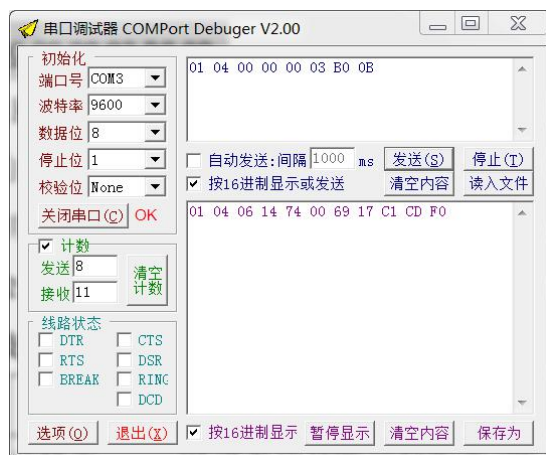 串口调试器 COMPort Debuger V2.00
初始化
端口号 COM3
波特率 9600
数据位 8
停止位 1
校验位 None
关闭串口(C) OK
计数
发送 8
接收 11
清空计数
线路状态
DTR CTS
RTS DSR
BREAK RING
DCD
选项(O) 退出(X)
01 04 00 00 00 03 B0 0B
自动发送:间隔 1000 ms 发送(S) 停止(T)
按16进制显示或发送 清空内容 读入文件
01 04 06 14 74 00 69 17 C1 CD F0
按16进制显示 暂停显示 清空内容 保存为